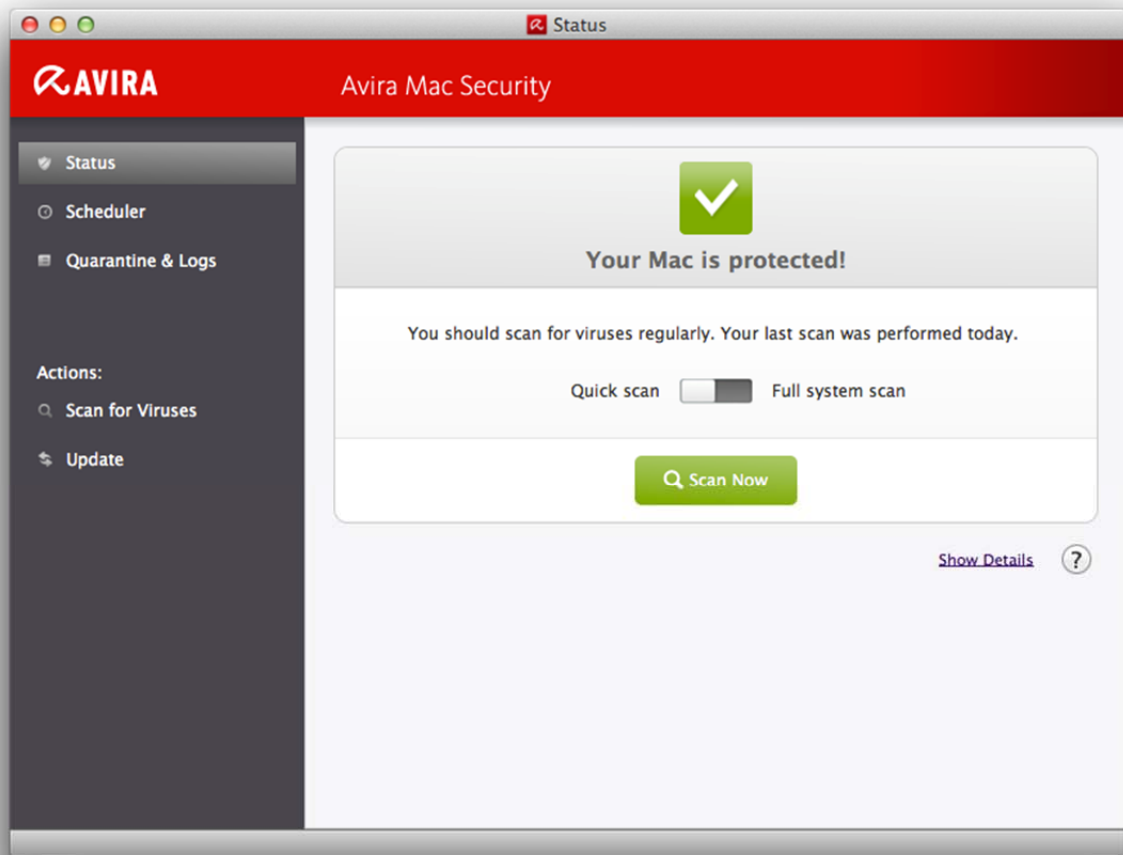 Status
AVIRA
Avira Mac Security
Status
Scheduler
Quarantine & Logs
Actions:
Scan for Viruses
Update
Your Mac is protected!
You should scan for viruses regularly. Your last scan was performed today.
Quick scan Full system scan
Scan Now
Show Details ?